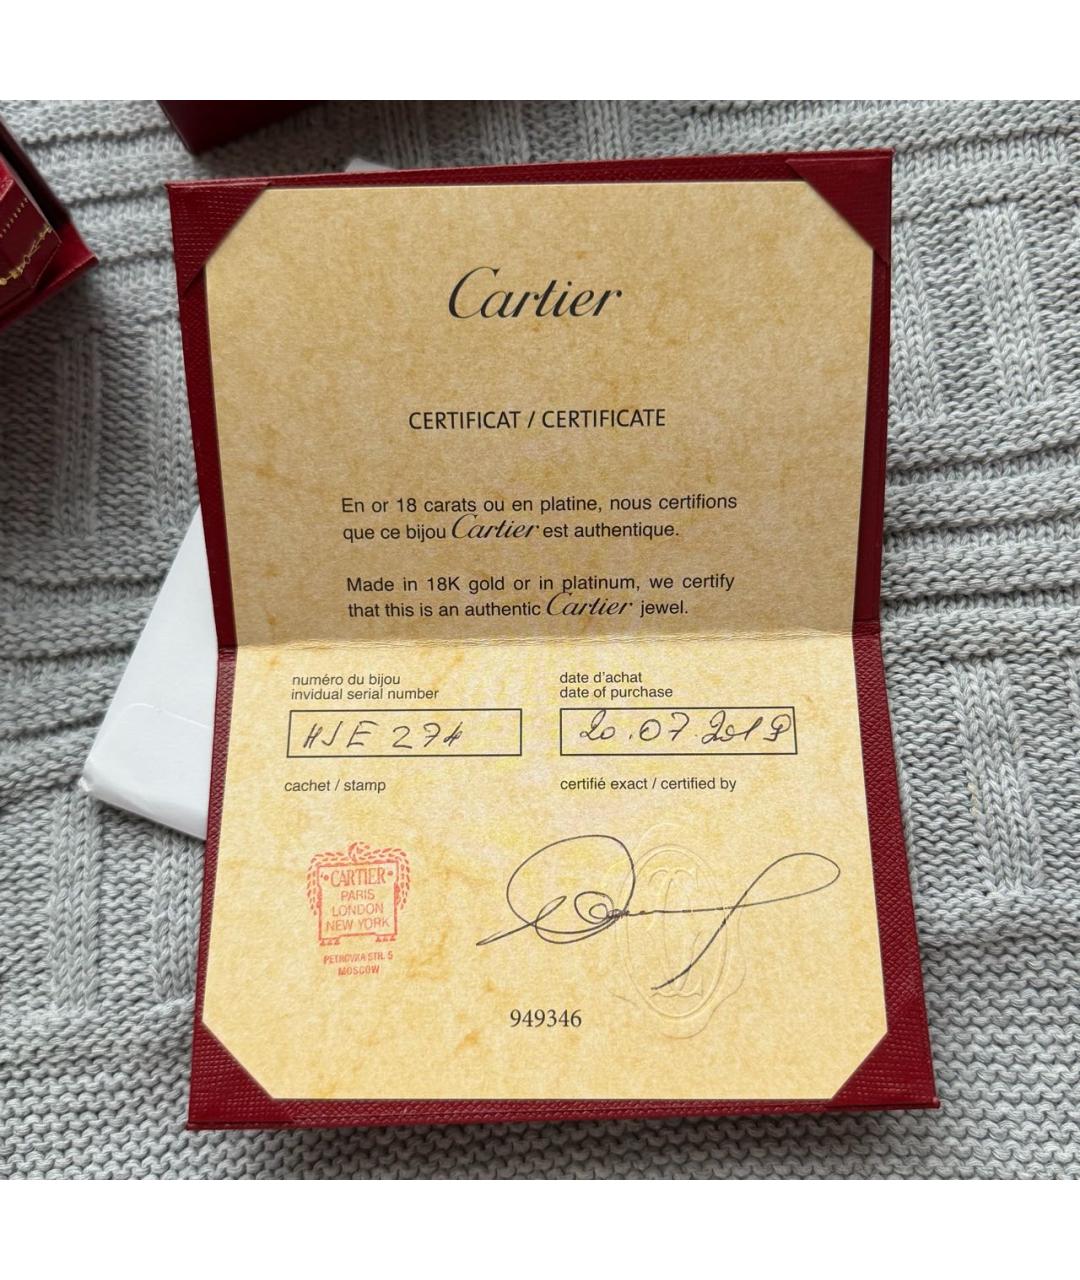 Cartier
CERTIFICAT / CERTIFICATE
En or 18 carats ou en platine, nous certifions
que ce bijou Cartier est authentique.
Made in 18K gold or in platinum, we certify
that this is an authentic Cartier jewel.
numéro du bijou
invidual serial number
HJE 274
date d'achat
date of purchase
20.07.2019
cachet / stamp
certifié exact / certified by
CARTIER
PARIS
LONDON
NEW YORK
PETROVKA STR. 5
MOSCOW
949346